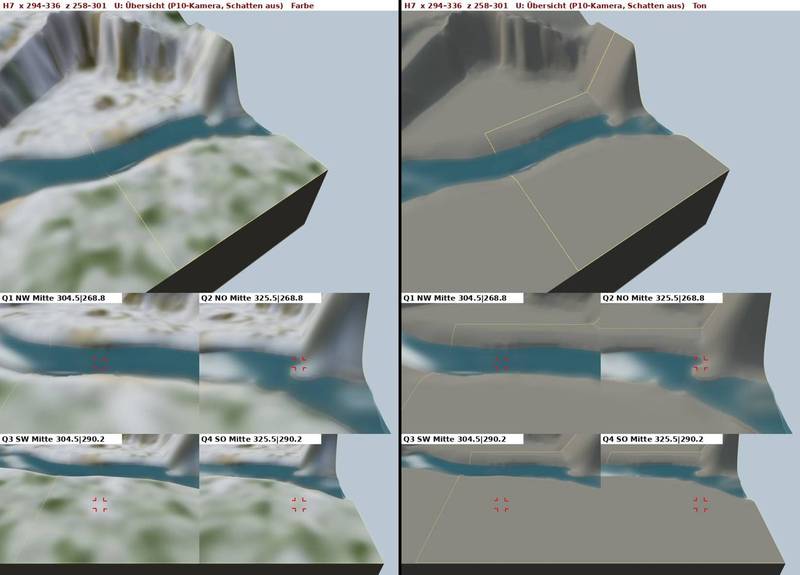 H7 x 294-336 z 258-301 U: Übersicht (P10-Kamera, Schatten aus) Farbe
H7 x 294-336 z 258-301 U: Übersicht (P10-Kamera, Schatten aus) Ton
Q1 NW Mitte 304.5|268.8
Q2 NO Mitte 325.5|268.8
Q1 NW Mitte 304.5|268.8
Q2 NO Mitte 325.5|268.8
Q3 SW Mitte 304.5|290.2
Q4 SO Mitte 325.5|290.2
Q3 SW Mitte 304.5|290.2
Q4 SO Mitte 325.5|290.2